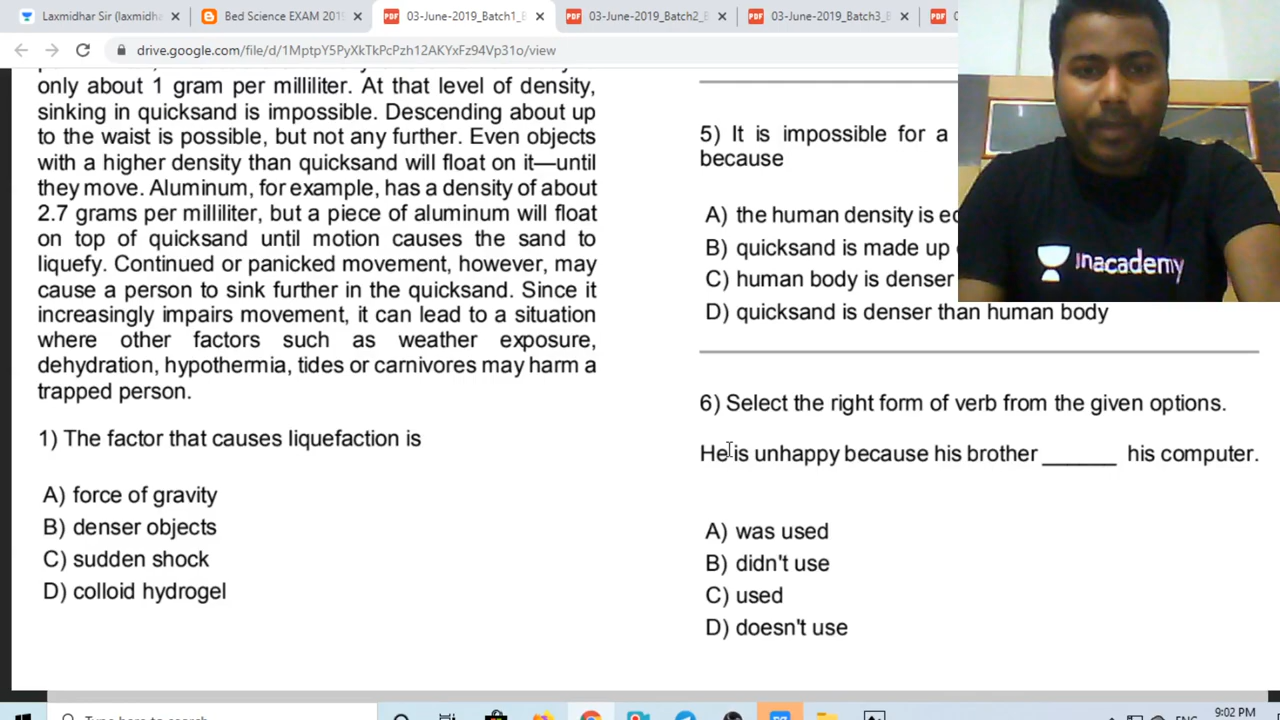 Laxmidhar Sir (laxmidha
Bed Science EXAM 2019
03-June-2019_Batch1_E
03-June-2019_Batch2_
03-June-2019_Batch3_E
drive.google.com/file/d/1MptpY5PyXkTkPcPzh12AKYxFz94Vp31o/view
only about 1 gram per milliliter. At that level of density,
sinking in quicksand is impossible. Descending about up
to the waist is possible, but not any further. Even objects
with a higher density than quicksand will float on it—until
they move. Aluminum, for example, has a density of about
2.7 grams per milliliter, but a piece of aluminum will float
on top of quicksand until motion causes the sand to
liquefy. Continued or panicked movement, however, may
cause a person to sink further in the quicksand. Since it
increasingly impairs movement, it can lead to a situation
where other factors such as weather exposure,
dehydration, hypothermia, tides or carnivores may harm a
trapped person.
1) The factor that causes liquefaction is
A) force of gravity
B) denser objects
C) sudden shock
D) colloid hydrogel
5) It is impossible for a
because
A) the human density is
B) quicksand is made up
C) human body is denser
D) quicksand is denser than human body
6) Select the right form of verb from the given options.
He is unhappy because his brother ______ his computer.
A) was used
B) didn't use
C) used
D) doesn't use
unacademy
Type here to search
ENG
9:02 PM